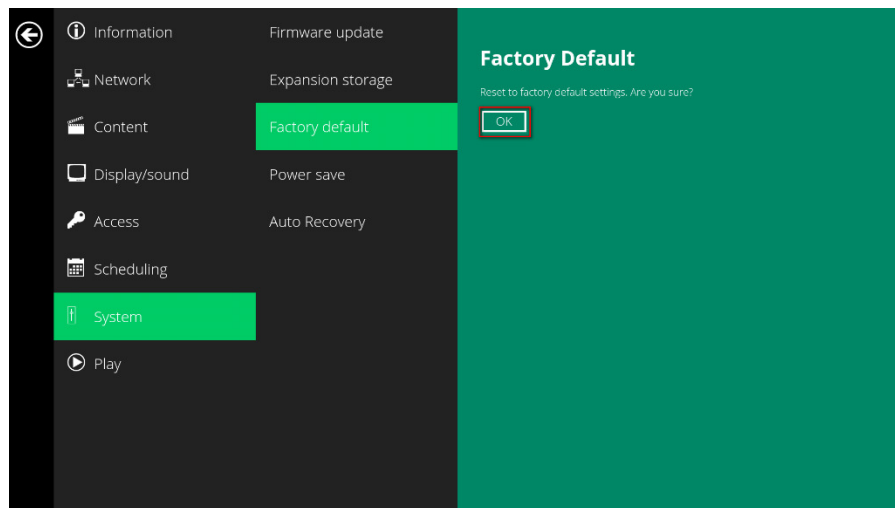 Information
Network
Content
Display/sound
Access
Scheduling
System
Play
Firmware update
Expansion storage
Factory default
Power save
Auto Recovery
Factory Default
Reset to factory default settings. Are you sure?
OK